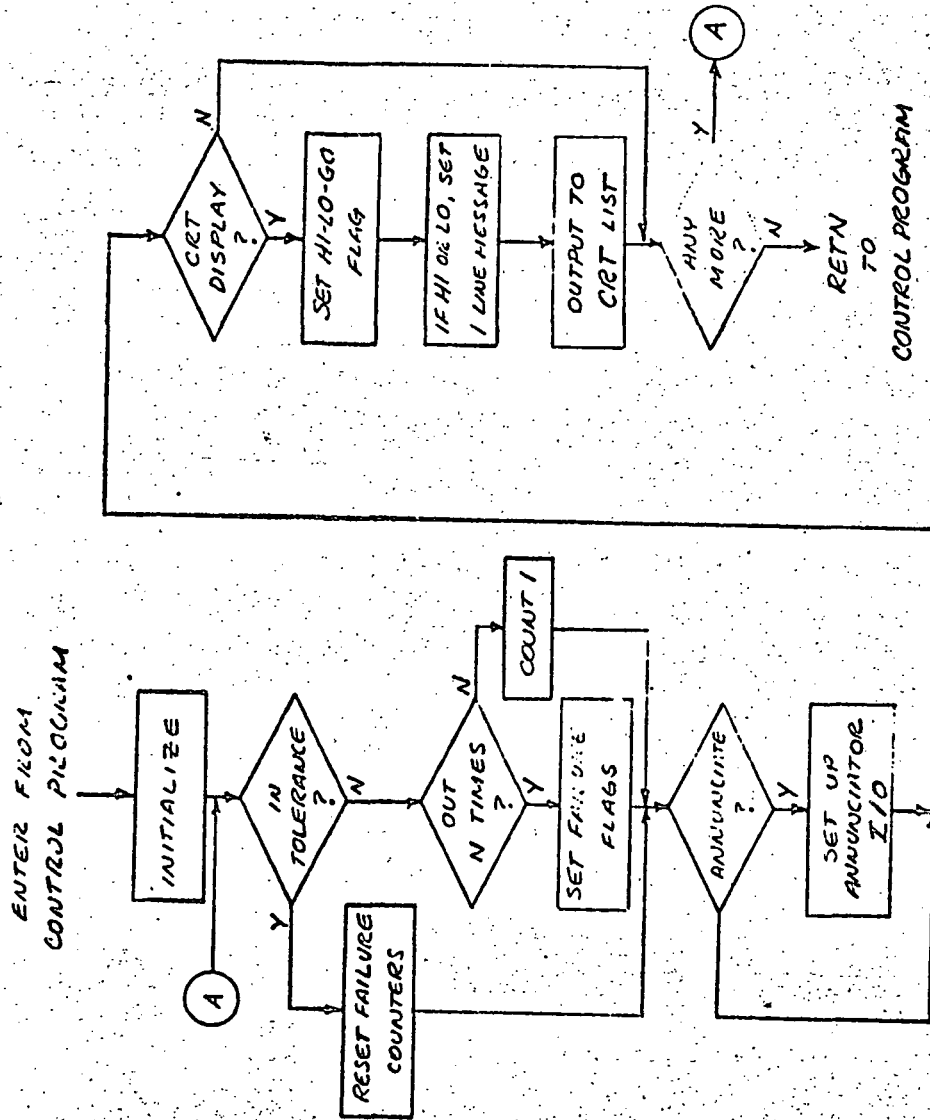 ENTER FROM
CONTROL PROGRAM
INITIALIZE
A
IN
TOLERANCE
?
Y
N
RESET FAILURE
COUNTERS
OUT
N TIMES
?
N
Y
COUNT 1
SET FAILURE
FLAGS
ANNUNCIATE
?
Y
SET UP
ANNUNCIATOR
I/O
CRT
DISPLAY
?
N
Y
SET HI-LO-GO
FLAG
IF HI OR LO, SET
1 LINE MESSAGE
OUTPUT TO
CRT LIST
ANY
MORE
?
Y
A
N
RETN
TO
CONTROL PROGRAM